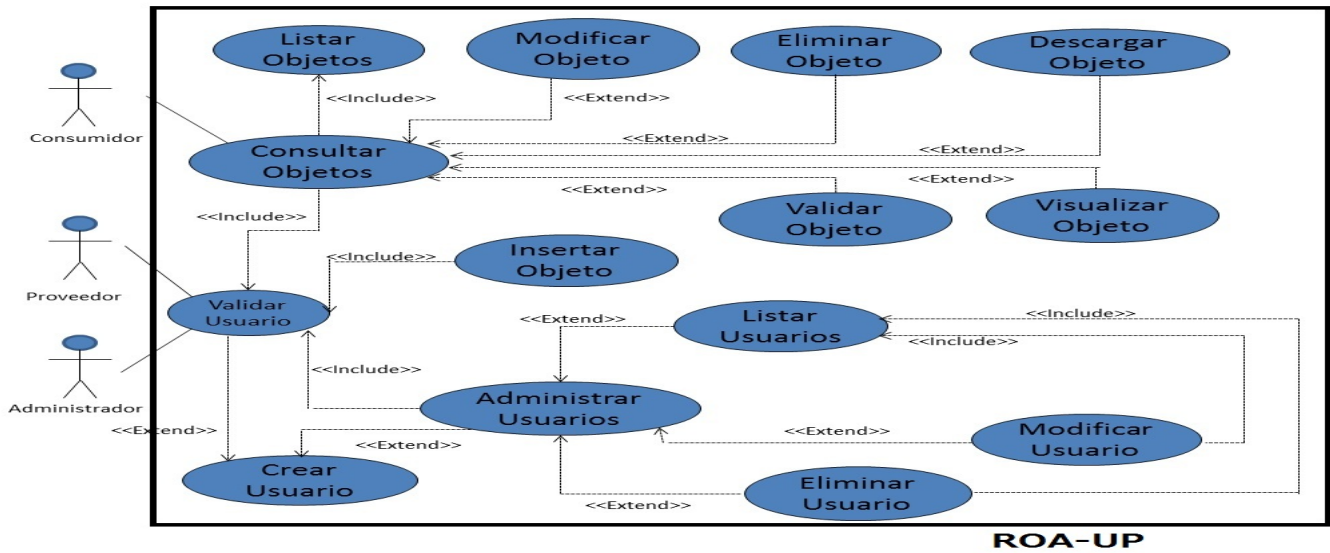 Listar
Objetos
Modificar
Objeto
Eliminar
Objeto
Descargar
Objeto
<<Include>>
<<Extend>>
<<Extend>>
<<Extend>>
Consumidor
Consultar
Objetos
<<Extend>>
<<Extend>>
<<Include>>
Validar
Objeto
Visualizar
Objeto
Proveedor
Insertar
Objeto
<<Include>>
Validar
Usuario
Listar
Usuarios
<<Extend>>
<<Include>>
<<Include>>
<<Include>>
Administrador
Administrar
Usuarios
<<Extend>>
<<Extend>>
<<Extend>>
Modificar
Usuario
Crear
Usuario
Eliminar
Usuario
<<Extend>>
ROA-UP